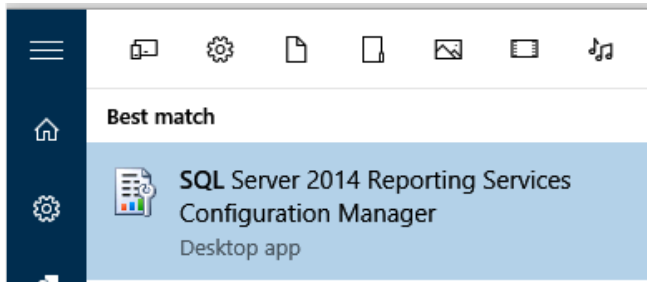 Best match
SQL Server 2014 Reporting Services
Configuration Manager
Desktop app